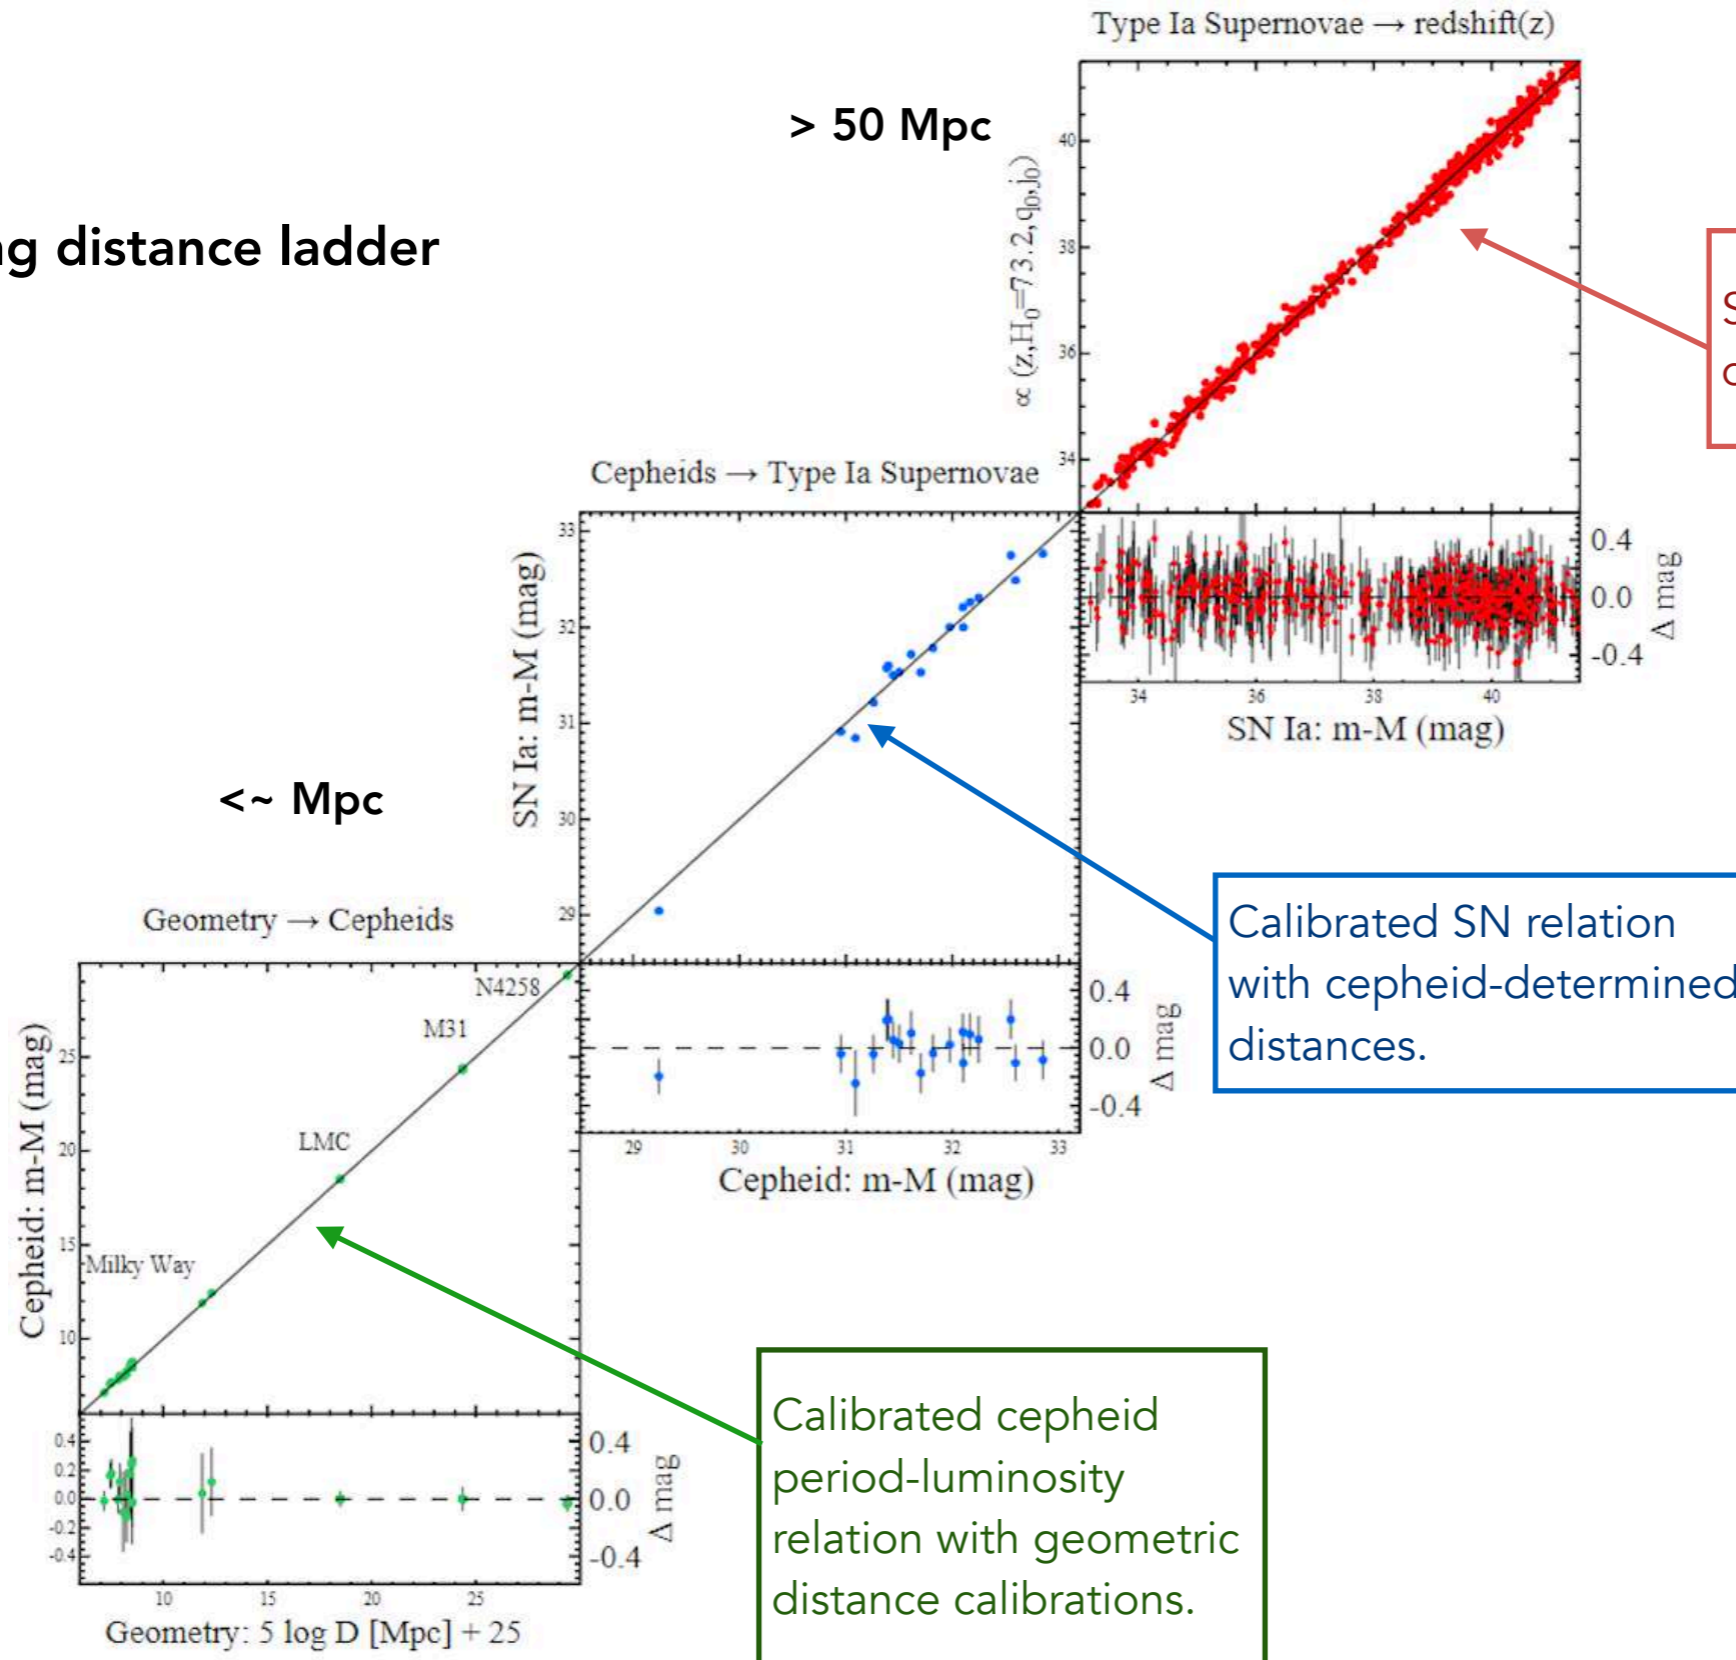 Type Ia Supernovae → redshift(z)
> 50 Mpc
distance ladder
∝ (z,H₀=73.2,q₀,j₀)
40
38
36
34
0.4
0.0
-0.4
Δ mag
34 36 38 40
SN Ia: m-M (mag)
Cepheids → Type Ia Supernovae
SN Ia: m-M (mag)
33
32
31
30
29
0.4
0.0
-0.4
Δ mag
29 30 31 32 33
Cepheid: m-M (mag)
Calibrated SN relation
with cepheid-determined
distances.
<~ Mpc
Geometry → Cepheids
Cepheid: m-M (mag)
N4258
M31
LMC
Milky Way
25
20
15
10
0.4
0.2
0.0
-0.2
-0.4
0.4
0.0
-0.4
Δ mag
10 15 20 25
Geometry: 5 log D [Mpc] + 25
Calibrated cepheid
period-luminosity
relation with geometric
distance calibrations.